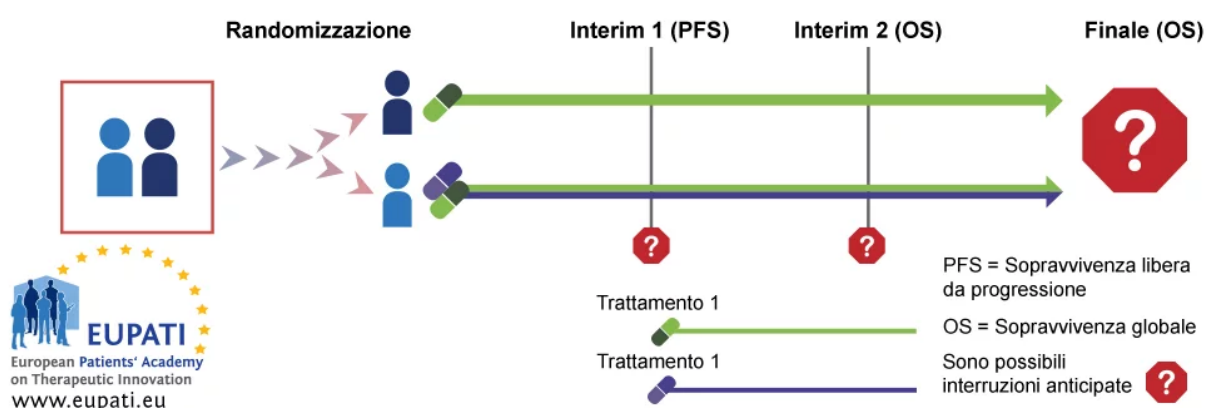 Randomizzazione
Interim 1 (PFS)
Interim 2 (OS)
Finale (OS)
?
?
?
PFS = Sopravvivenza libera
da progressione
Trattamento 1
OS = Sopravvivenza globale
Trattamento 1
Sono possibili
interruzioni anticipate
?
EUPATI
European Patients' Academy
on Therapeutic Innovation
www.eupati.eu